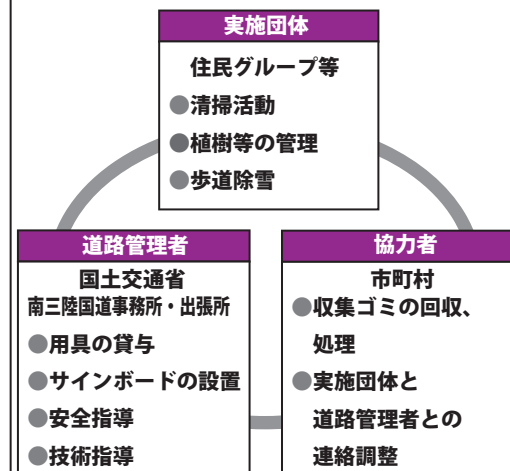 実施団体
住民グループ等
●清掃活動
●植樹等の管理
●歩道除雪
道路管理者
国土交通省
南三陸国道事務所・出張所
●用具の貸与
●サインボードの設置
●安全指導
●技術指導
協力者
市町村
●収集ゴミの回収、
処理
●実施団体と
道路管理者との
連絡調整